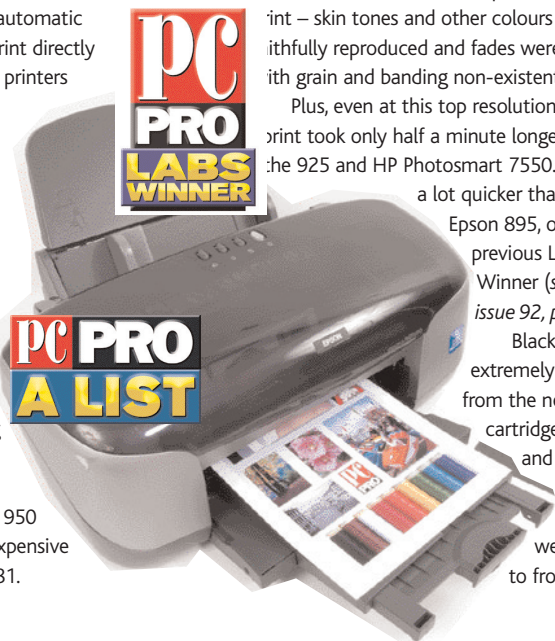 automatic
rint directly
printers
950
xpensive
31.
PC
PRO
LABS
WINNER
PC PRO
A LIST
EPSON
PC
PRO
rint – skin tones and other colours
ithfully reproduced and fades were
ith grain and banding non-existent
Plus, even at this top resolution
print took only half a minute longe
the 925 and HP Photosmart 7550.
a lot quicker tha
Epson 895, o
previous L
Winner (s
issue 92, p
Black
extremely
from the ne
cartridge
and
we
to fro